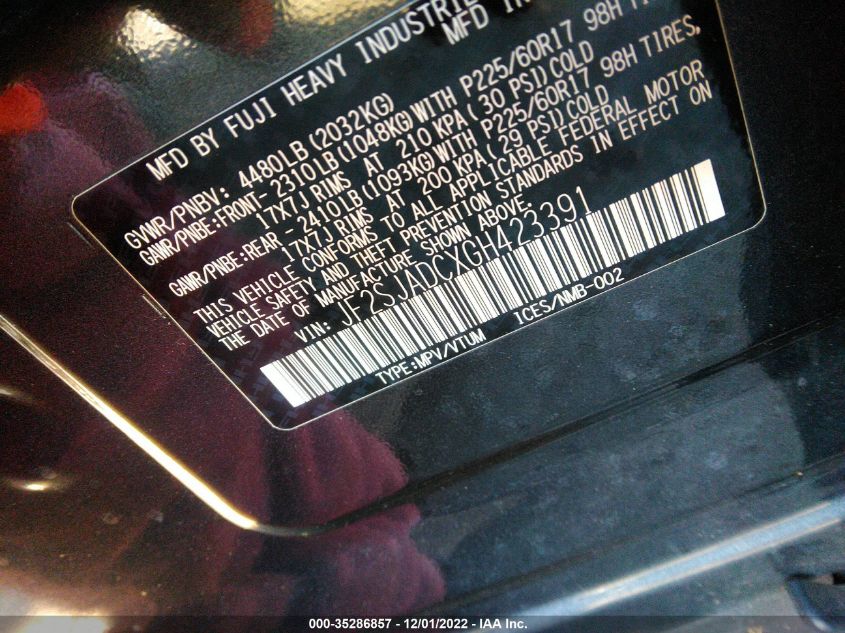 MFD BY FUJI HEAVY INDUSTRIE
MFD IN
GVWR/PNBV: 4480LB(2032KG)
GAWR/PNBE:FRONT- 2310LB(1048KG)WITH P225/60R17 98H TIRES,
17X7J RIMS AT 210 KPA( 30 PSI)COLD
GAWR/PNBE:REAR - 2410LB(1093KG)WITH P225/60R17 98H TIRES,
17X7J RIMS AT 200 KPA( 29 PSI)COLD
THIS VEHICLE CONFORMS TO ALL APPLICABLE FEDERAL MOTOR
VEHICLE SAFETY AND THEFT PREVENTION STANDARDS IN EFFECT ON
THE DATE OF MANUFACTURE SHOWN ABOVE.
VIN: JF2SJADCXGH423391
TYPE:MPV/VTUM ICES/NMB-002
000-35286857 - 12/01/2022 - IAA Inc.